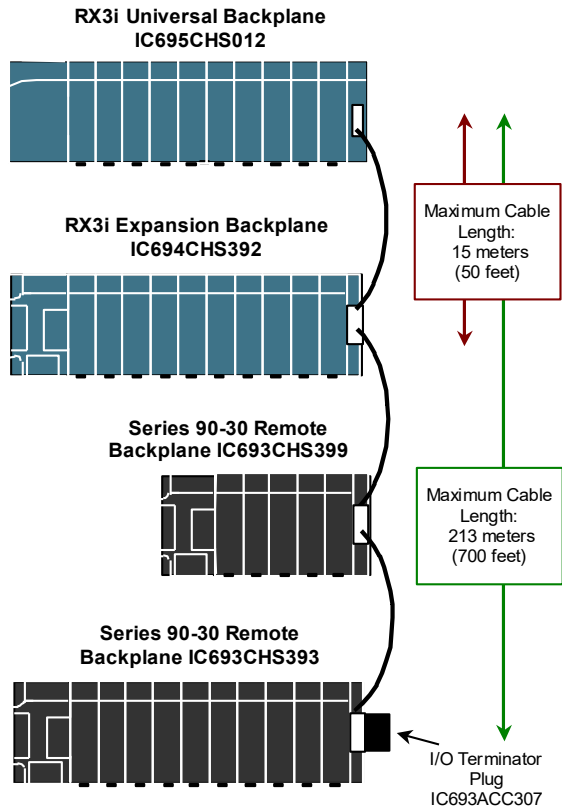 RX3i Universal Backplane
IC695CHS012
Maximum Cable
Length:
15 meters
(50 feet)
RX3i Expansion Backplane
IC694CHS392
Series 90-30 Remote
Backplane IC693CHS399
Maximum Cable
Length:
213 meters
(700 feet)
Series 90-30 Remote
Backplane IC693CHS393
I/O Terminator
Plug
IC693ACC307